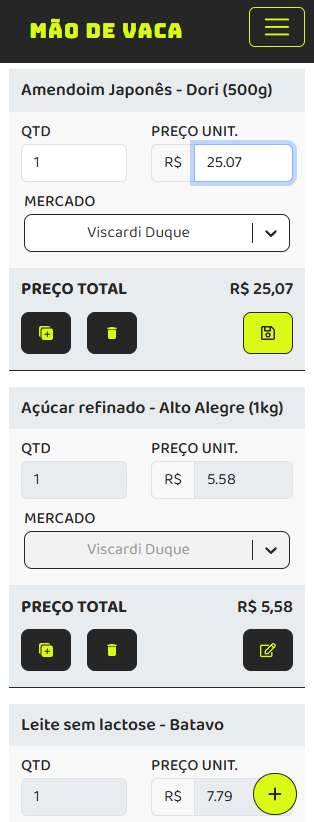 MÃO DE VACA
Amendoim Japonês - Dori (500g)
QTD PREÇO UNIT.
1 R$ 25.07
MERCADO
Viscardi Duque
PREÇO TOTAL R$ 25,07
Açúcar refinado - Alto Alegre (1kg)
QTD PREÇO UNIT.
1 R$ 5.58
MERCADO
Viscardi Duque
PREÇO TOTAL R$ 5,58
Leite sem lactose - Batavo
QTD PREÇO UNIT.
1 R$ 7.79